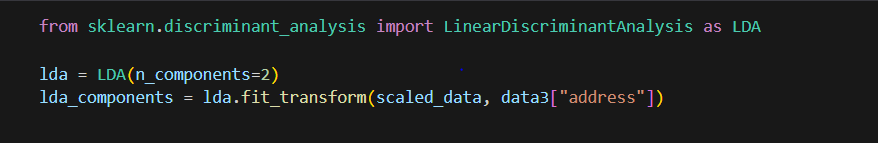 from sklearn.discriminant_analysis import LinearDiscriminantAnalysis as LDA
lda = LDA(n_components=2)
lda_components = lda.fit_transform(scaled_data, data3["address"])